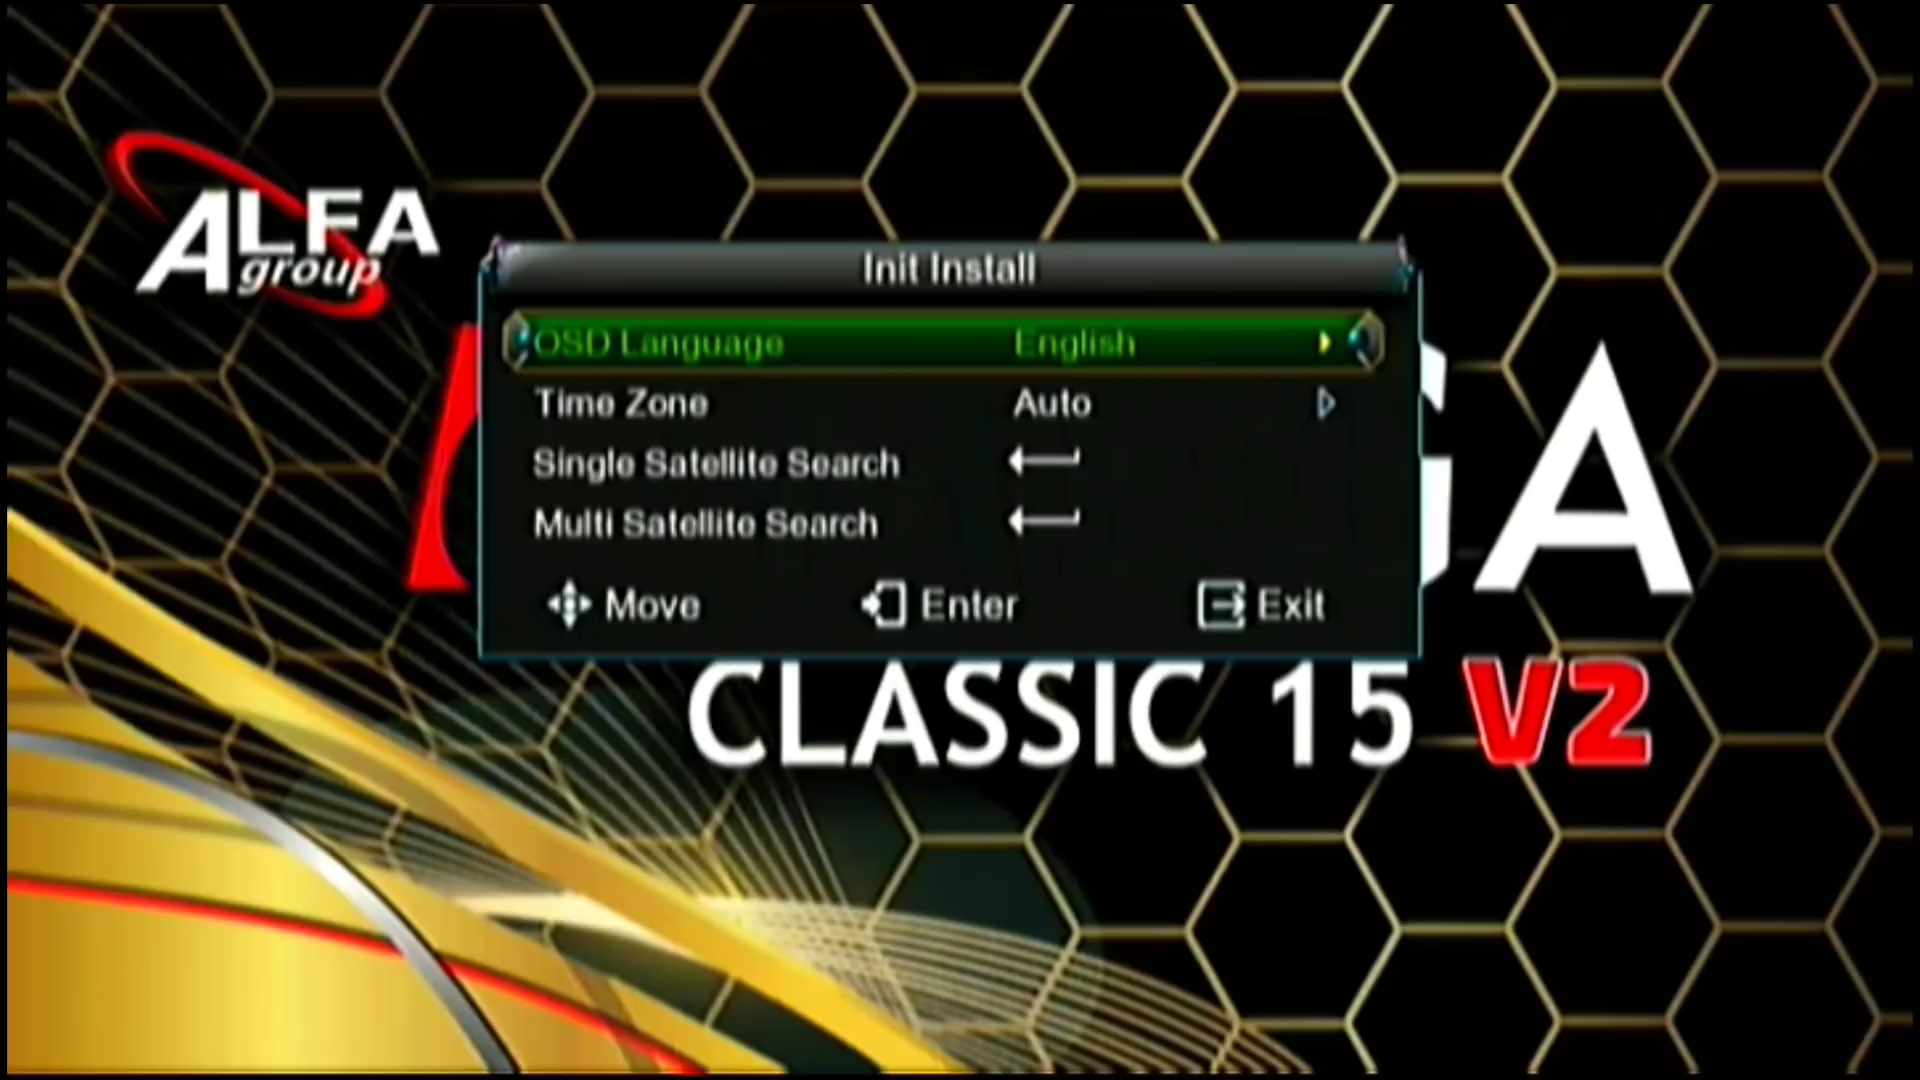 ALFA
group
Init Install
OSD Language English
Time Zone Auto
Single Satellite Search
Multi Satellite Search
Move Enter Exit
CLASSIC 15 V2